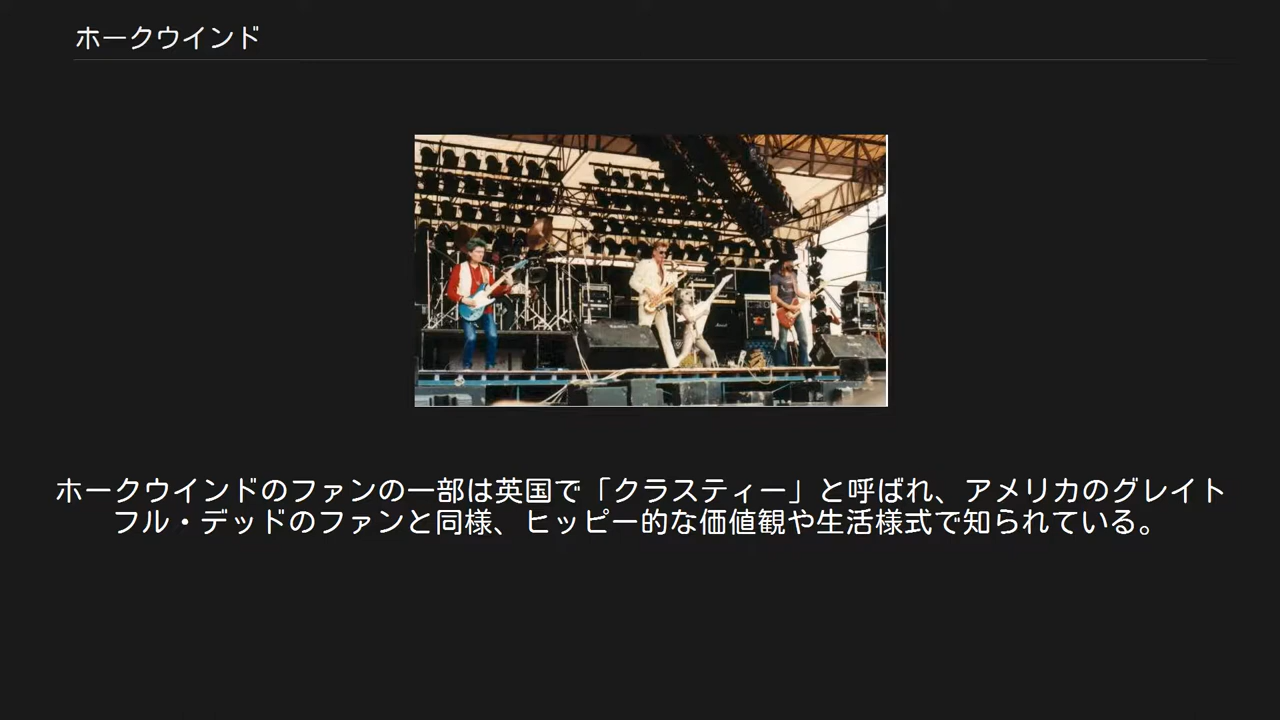 ホークウインド
ホークウインドのファンの一部は英国で「クラスティー」と呼ばれ、アメリカのグレイト
フル・デッドのファンと同様、ヒッピー的な価値観や生活様式で知られている。